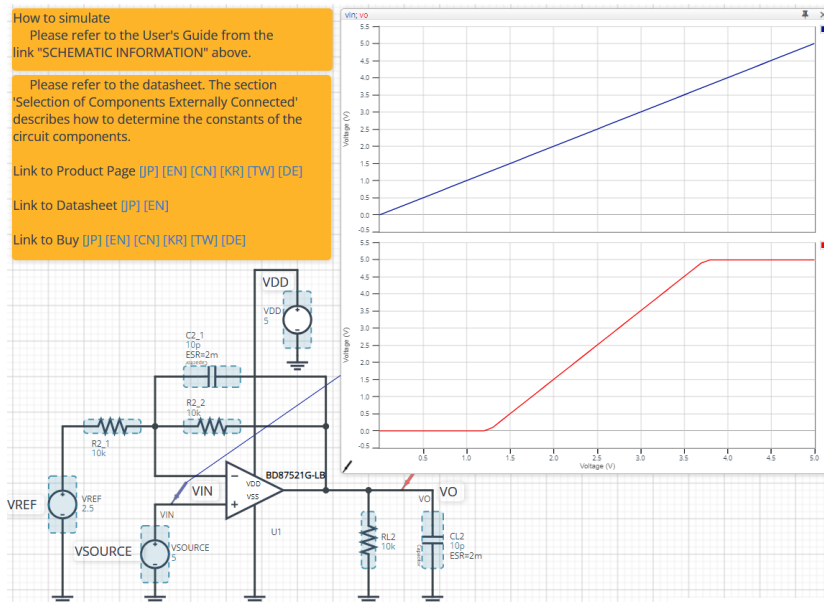 How to simulate
Please refer to the User's Guide from the
link "SCHEMATIC INFORMATION" above.
Please refer to the datasheet. The section
'Selection of Components Externally Connected'
describes how to determine the constants of the
circuit components.
Link to Product Page [JP] [EN] [CN] [KR] [TW] [DE]
Link to Datasheet [JP] [EN]
Link to Buy [JP] [EN] [CN] [KR] [TW] [DE]
vin; vo
5.5
5.0
4.5
4.0
3.5
3.0
2.5
2.0
1.5
1.0
0.5
0.0
-0.5
Voltage (V)
5.5
5.0
4.5
4.0
3.5
3.0
2.5
2.0
1.5
1.0
0.5
0.0
-0.5
Voltage (V)
0.5 1.0 1.5 2.0 2.5 3.0 3.5 4.0 4.5 5.0
Voltage (V)
VDD
VDD
5
C2_1
10p
ESR=2m
R2_2
10k
R2_1
10k
BD87521G-LB
VDD
VSS
U1
VIN
VIN
VREF
VREF
2.5
VSOURCE
VSOURCE
5
VO
VO
RL2
10k
CL2
10p
ESR=2m